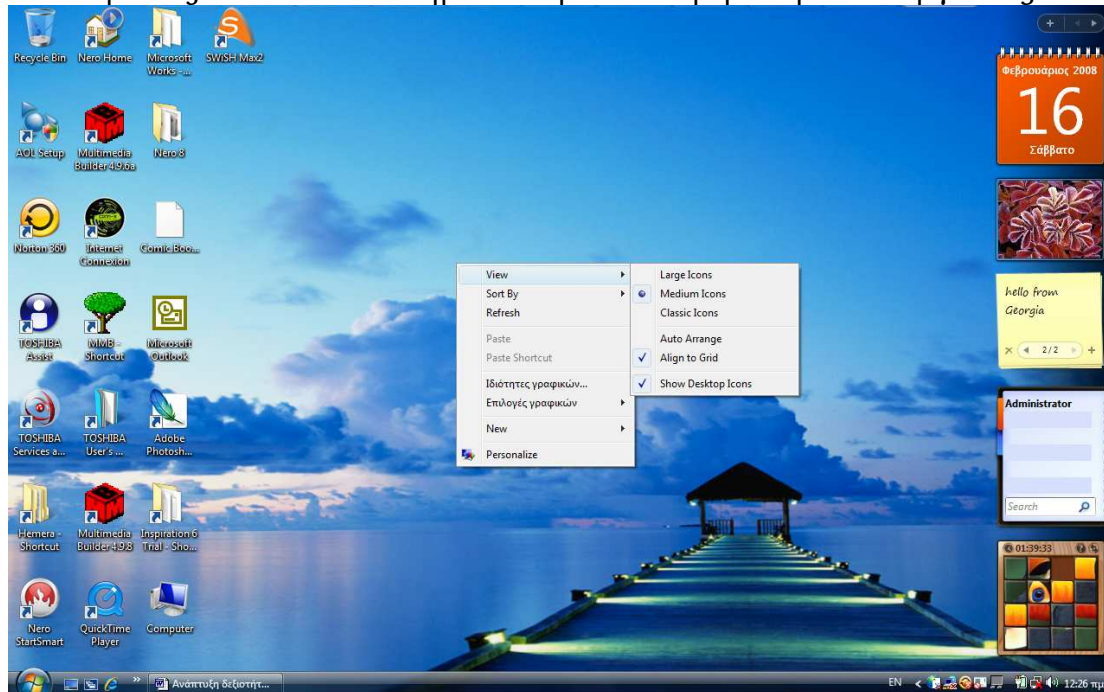 Recycle Bin
Nero Home
Microsoft
Works -...
SWiSH Max2
AOL Setup
Multimedia
Builder 4.9.6a
Nero 8
Norton 360
Internet
Connexion
Comic Boo...
TOSHIBA
Assist
MMB -
Shortcut
Microsoft
Outlook
TOSHIBA
Services a...
TOSHIBA
User's ...
Adobe
Photosh...
Hemera -
Shortcut
Multimedia
Builder 4.9.8
Inspiration 6
Trial - Sho...
Nero
StartSmart
QuickTime
Player
Computer
View
Sort By
Refresh
Paste
Paste Shortcut
Ιδιότητες γραφικών...
Επιλογές γραφικών
New
Personalize
Large Icons
Medium Icons
Classic Icons
Auto Arrange
Align to Grid
Show Desktop Icons
Φεβρουάριος 2008
16
Σάββατο
hello from
Georgia
2/2
Administrator
Search
01:39:33
Ανάπτυξη δεξιοτήτ...
EN
12:26 πμ